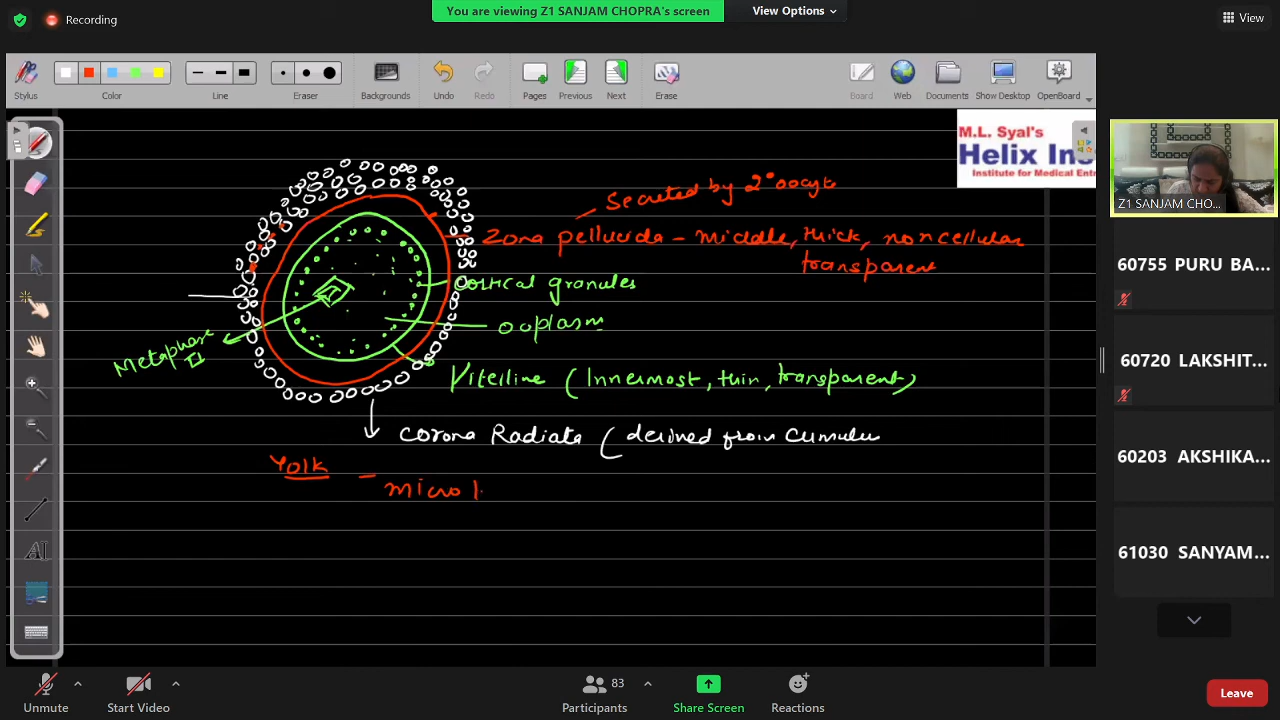 Recording
You are viewing Z1 SANJAM CHOPRA's screen
View Options
View
Stylus
Color
Line
Eraser
Backgrounds
Undo
Redo
Pages
Previous
Next
Erase
Board
Web
Documents
Show Desktop
OpenBoard
M.L. Syal's
Helix Ins
Institute for Medical Entr
Secreted by 2° oocyte
Zona pellucida - middle, thick, noncellular
transparent
Cortical granules
ooplasm
Metaphase
II
Vitelline (Innermost, thin, transparent)
Corona Radiata (derived from Cumulus
Yolk - micro l
Z1 SANJAM CHO...
60755 PURU BA...
60720 LAKSHIT...
60203 AKSHIKA...
61030 SANYAM...
Unmute
Start Video
83
Participants
Share Screen
Reactions
Leave